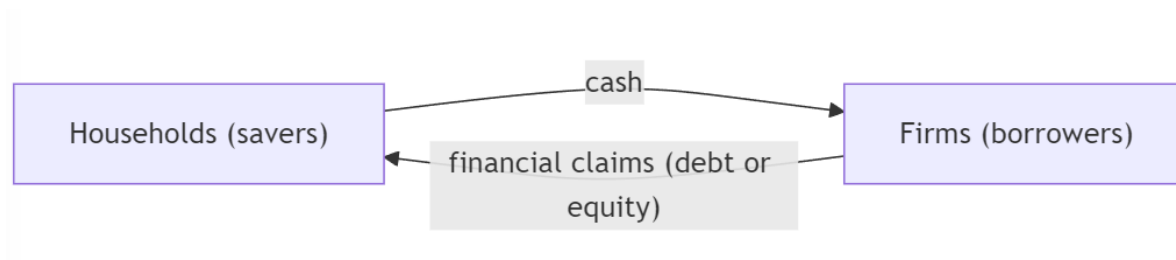 cash
Households (savers)
Firms (borrowers)
financial claims (debt or
equity)